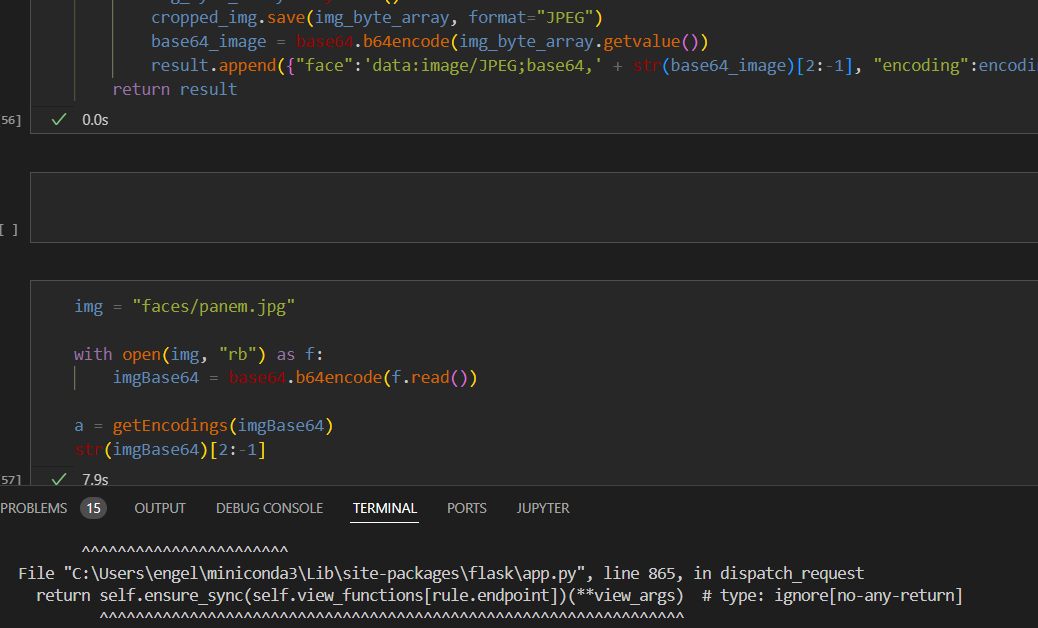 cropped_img.save(img_byte_array, format="JPEG")
base64_image = base64.b64encode(img_byte_array.getvalue())
result.append({"face":'data:image/JPEG;base64,' + str(base64_image)[2:-1], "encoding":encodi
return result
56]
0.0s
[ ]
img = "faces/panem.jpg"
with open(img, "rb") as f:
imgBase64 = base64.b64encode(f.read())
a = getEncodings(imgBase64)
str(imgBase64)[2:-1]
57]
7.9s
PROBLEMS 15 OUTPUT DEBUG CONSOLE TERMINAL PORTS JUPYTER
^^^^^^^^^^^^^^^^^^^^^^^
File "C:\Users\engel\miniconda3\Lib\site-packages\flask\app.py", line 865, in dispatch_request
return self.ensure_sync(self.view_functions[rule.endpoint])(**view_args)  # type: ignore[no-any-return]
^^^^^^^^^^^^^^^^^^^^^^^^^^^^^^^^^^^^^^^^^^^^^^^^^^^^^^^^^^^^^^^^^